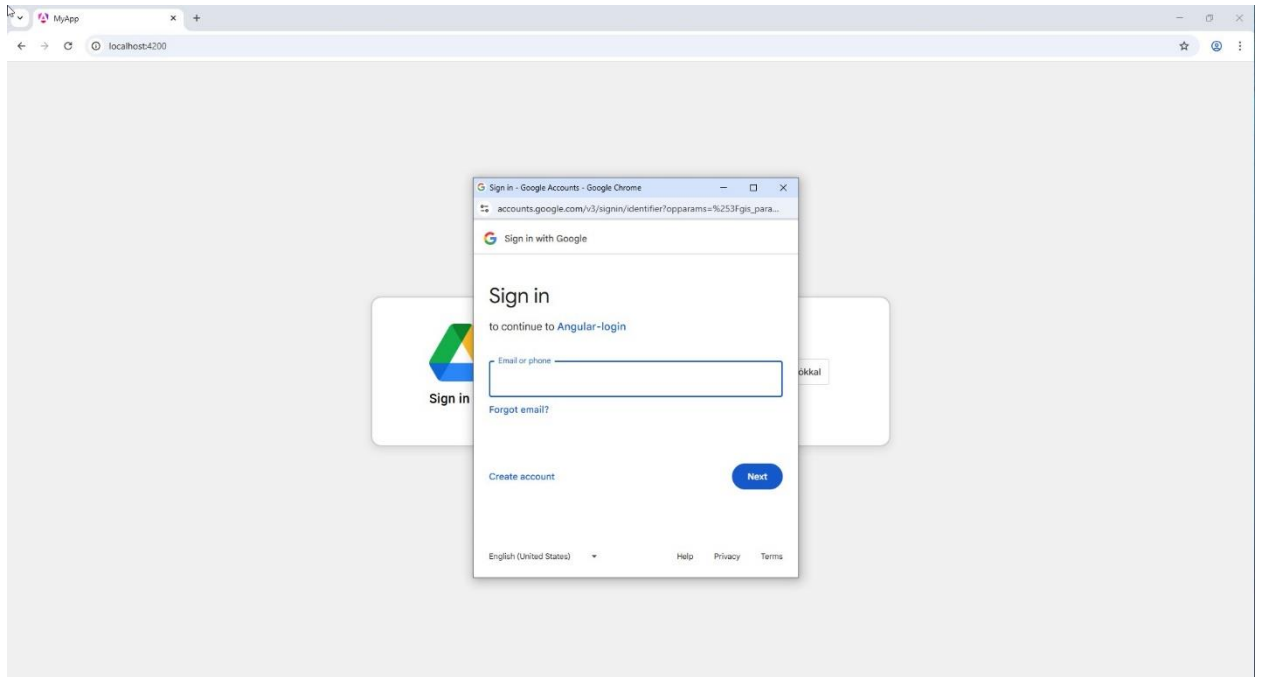 MyApp
localhost:4200
Sign in - Google Accounts - Google Chrome
accounts.google.com/v3/signin/identifier?opparams=%253Fgis_para...
Sign in with Google
Sign in
to continue to Angular-login
Email or phone
ókkal
Sign in
Forgot email?
Create account
Next
English (United States)
Help Privacy Terms